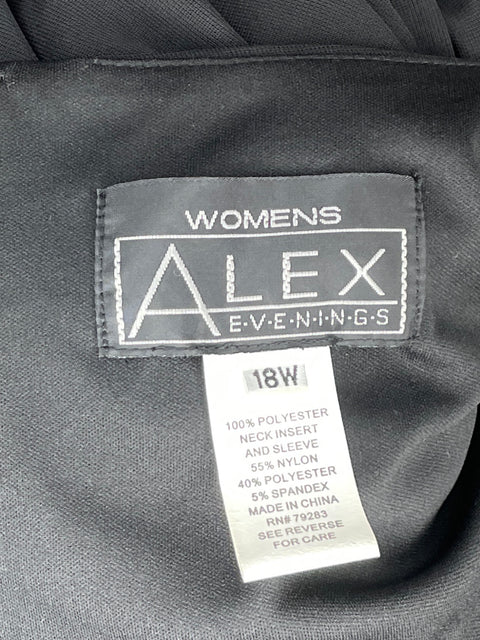 WOMENS
ALEX
E·V·E·N·I·N·G·S
18W
100% POLYESTER
NECK INSERT
AND SLEEVE
55% NYLON
40% POLYESTER
5% SPANDEX
MADE IN CHINA
RN# 79283
SEE REVERSE
FOR CARE